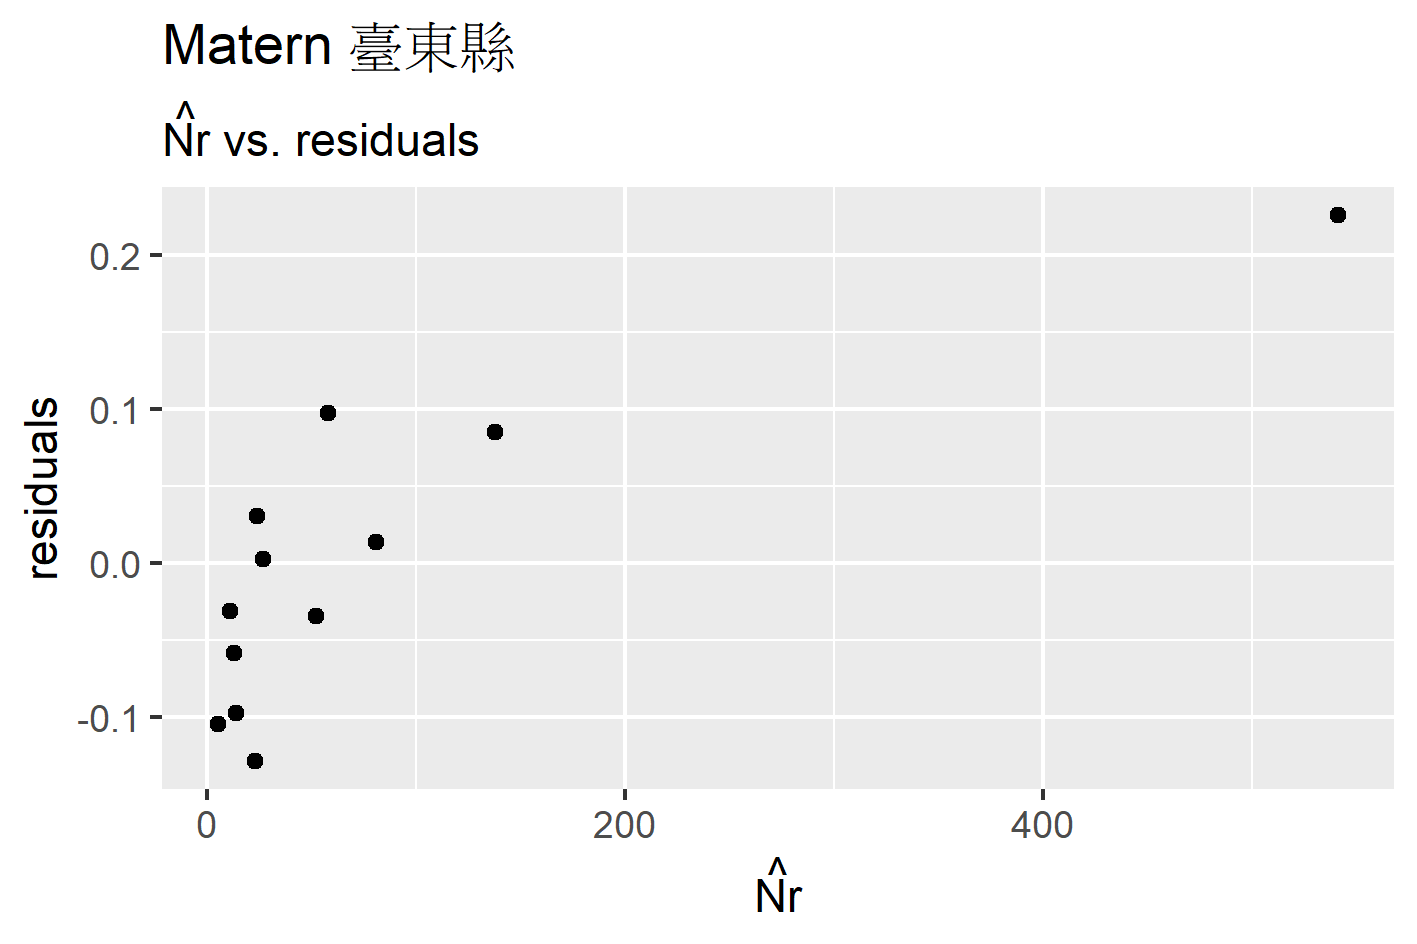 Matern 臺東縣
N̂r vs. residuals
residuals
0.2
0.1
0.0
-0.1
0 200 400
N̂r